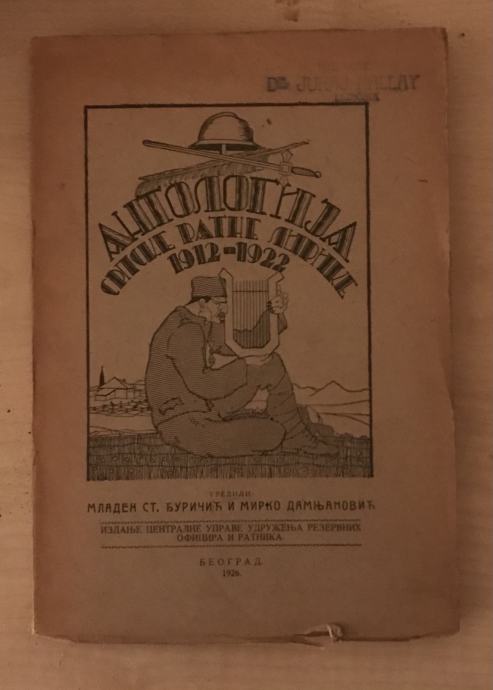 Dr. JURAJ
АНТОЛОГИЈА
СРПСКЕ РАТНЕ ЛИРИКЕ
1912-1922
УРЕДИЛИ:
МЛАДЕН СТ. ЂУРИЧИЋ И МИРКО ДАМЊАНОВИЋ
ИЗДАЊЕ ЦЕНТРАЛНЕ УПРАВЕ УДРУЖЕЊА РЕЗЕРВНИХ
ОФИЦИРА И РАТНИКА
БЕОГРАД
1926.